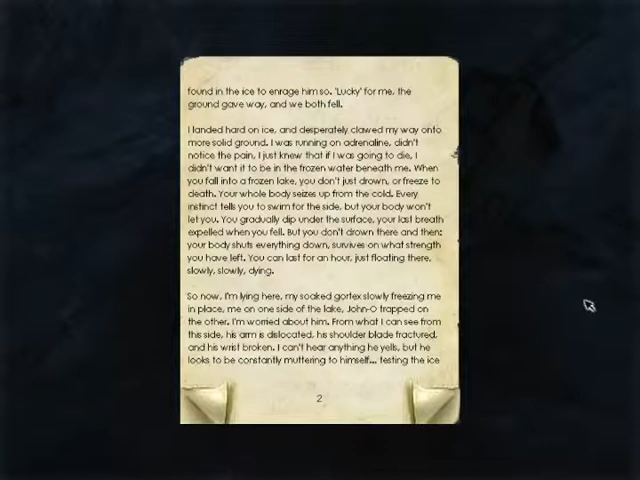 found in the ice to enrage him so. 'Lucky' for me, the
ground gave way, and we both fell.
I landed hard on ice, and desperately clawed my way onto
more solid ground. I was running on adrenaline, didn't
notice the pain, I just knew that if I was going to die, I
didn't want it to be in the frozen water beneath me. When
you fall into a frozen lake, you don't just drown, or freeze to
death. Your whole body seizes up from the cold. Every
instinct tells you to swim for the side, but your body won't
let you. You gradually dip under the surface, your last breath
expelled when you fell. But you don't drown there and then:
your body shuts everything down, survives on what strength
you have left. You can last for an hour, just floating there,
slowly, slowly, dying.
So now, I'm lying here, my soaked gortex slowly freezing me
in place, me on one side of the lake, John-O trapped on
the other. I'm worried about him. From what I can see from
this side, his arm is dislocated, his shoulder blade fractured,
and his wrist broken. I can't hear anything he yells, but he
looks to be constantly muttering to himself... testing the ice
2